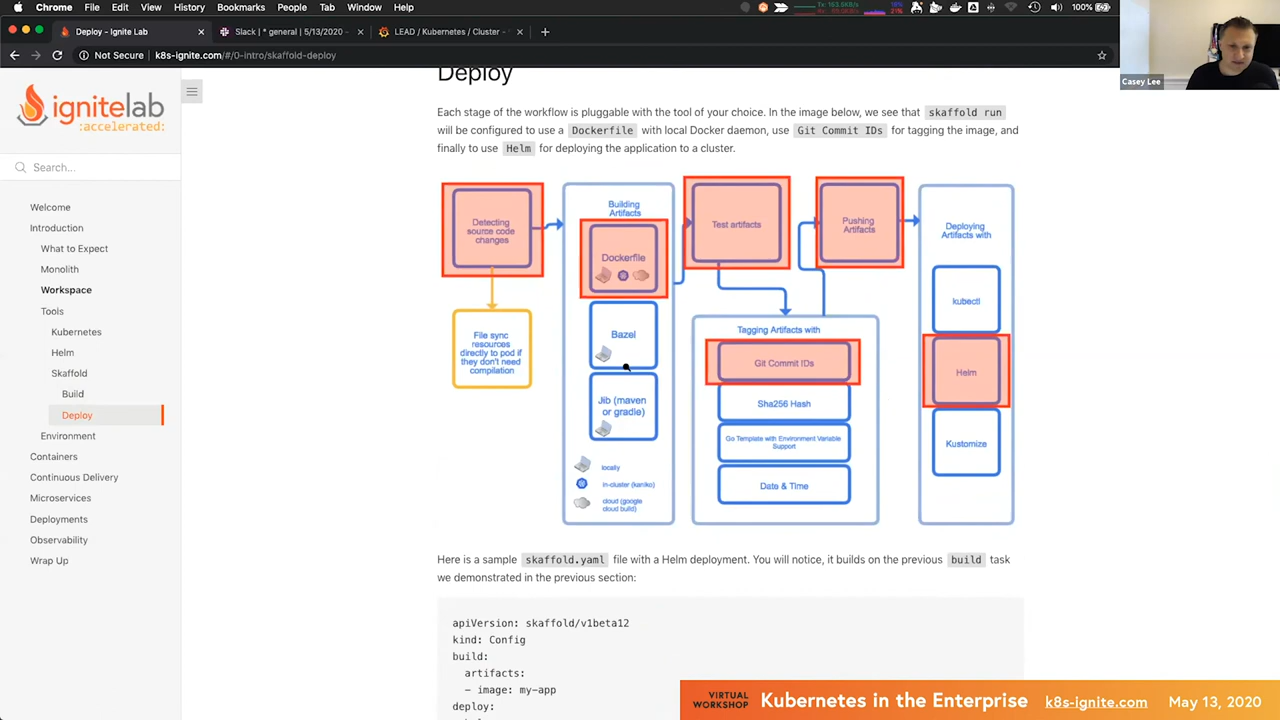 Chrome File Edit View History Bookmarks People Tab Window Help
100%
Deploy - Ignite Lab
Slack | * general | 5/13/2020 -
LEAD / Kubernetes / Cluster -
Not Secure | k8s-ignite.com/#/0-intro/skaffold-deploy
Casey Lee
ignitelab
:accelerated:
Search...
Welcome
Introduction
What to Expect
Monolith
Workspace
Tools
Kubernetes
Helm
Skaffold
Build
Deploy
Environment
Containers
Continuous Delivery
Microservices
Deployments
Observability
Wrap Up
Deploy
Each stage of the workflow is pluggable with the tool of your choice. In the image below, we see that skaffold run
will be configured to use a Dockerfile with local Docker daemon, use Git Commit IDs for tagging the image, and
finally to use Helm for deploying the application to a cluster.
Detecting
source code
changes
File sync
resources
directly to pod if
they don't need
compilation
Building
Artifacts
Dockerfile
Bazel
Jib (maven
or gradle)
locally
in-cluster (kaniko)
cloud (google
cloud build)
Test artifacts
Pushing
Artifacts
Tagging Artifacts with
Git Commit IDs
Sha256 Hash
Go Template with Environment Variable
Support
Date & Time
Deploying
Artifacts with
kubectl
Helm
Kustomize
Here is a sample skaffold.yaml file with a Helm deployment. You will notice, it builds on the previous build task
we demonstrated in the previous section:
apiVersion: skaffold/v1beta12
kind: Config
build:
artifacts:
- image: my-app
deploy:
VIRTUAL
WORKSHOP
Kubernetes in the Enterprise
k8s-ignite.com
May 13, 2020